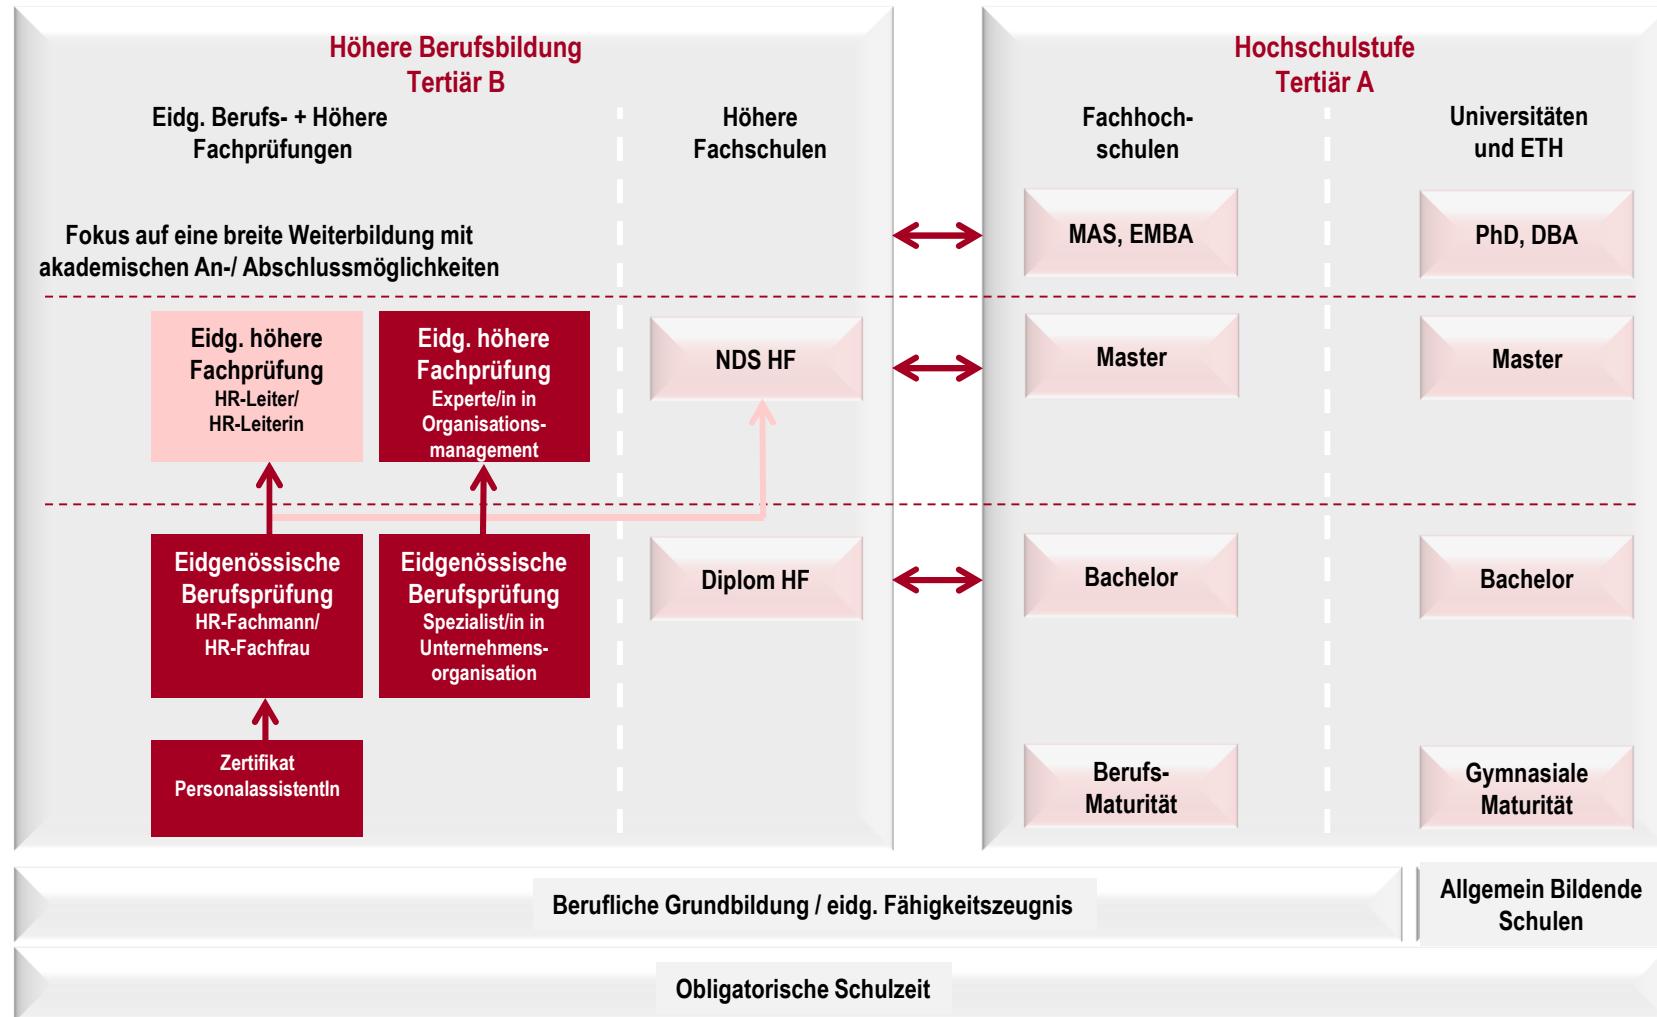 Höhere Berufsbildung
Tertiär B
Eidg. Berufs- + Höhere
Fachprüfungen
Höhere
Fachschulen
Fokus auf eine breite Weiterbildung mit
akademischen An-/ Abschlussmöglichkeiten
Eidg. höhere
Fachprüfung
HR-Leiter/
HR-Leiterin
Eidg. höhere
Fachprüfung
Experte/in in
Organisations-
management
NDS HF
Eidgenössische
Berufsprüfung
HR-Fachmann/
HR-Fachfrau
Eidgenössische
Berufsprüfung
Spezialist/in in
Unternehmens-
organisation
Diplom HF
Zertifikat
PersonalassistentIn
Hochschulstufe
Tertiär A
Fachhoch-
schulen
Universitäten
und ETH
MAS, EMBA
PhD, DBA
Master
Master
Bachelor
Bachelor
Berufs-
Maturität
Gymnasiale
Maturität
Berufliche Grundbildung / eidg. Fähigkeitszeugnis
Allgemein Bildende
Schulen
Obligatorische Schulzeit